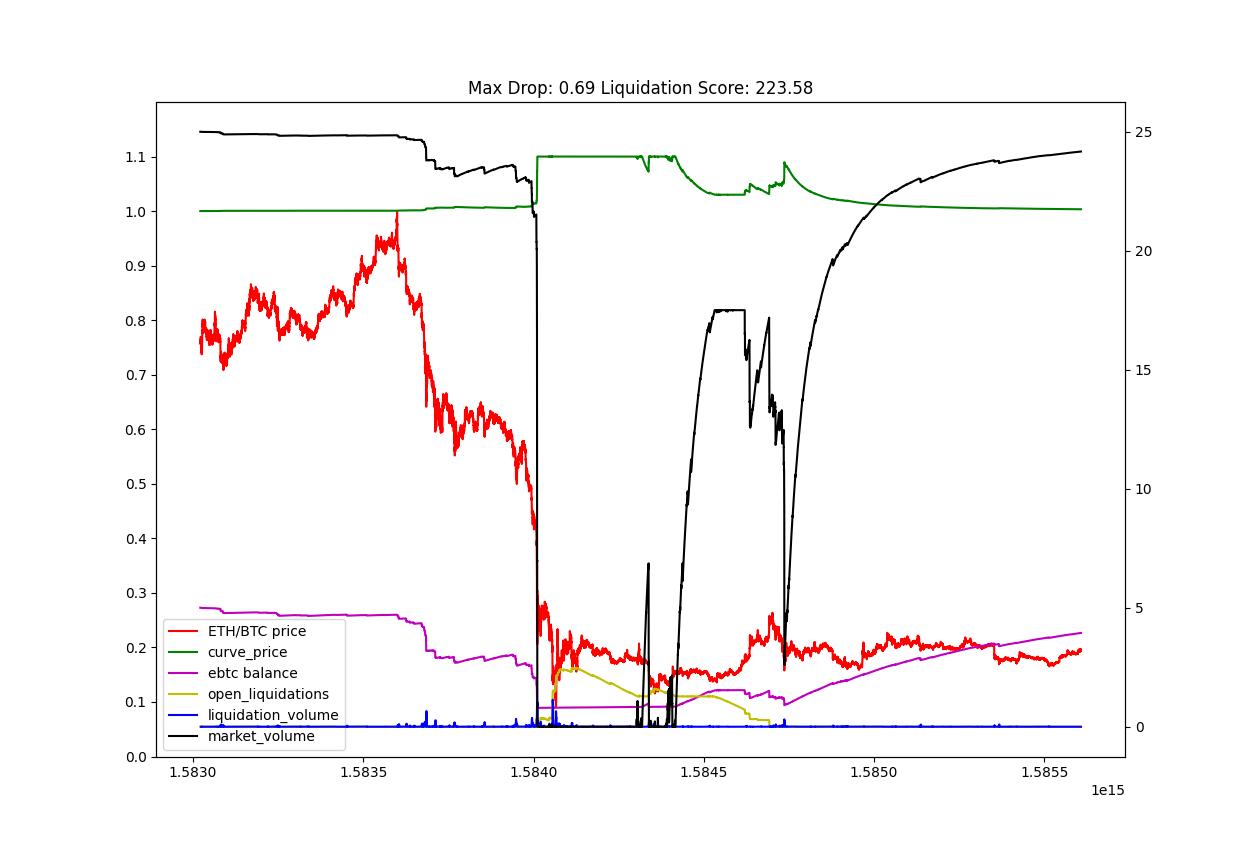 Max Drop: 0.69 Liquidation Score: 223.58
1.1
1.0
0.9
0.8
0.7
0.6
0.5
0.4
0.3
0.2
0.1
0.0
25
20
15
10
5
0
ETH/BTC price
curve_price
ebtc balance
open_liquidations
liquidation_volume
market_volume
1.5830 1.5835 1.5840 1.5845 1.5850 1.5855
1e15